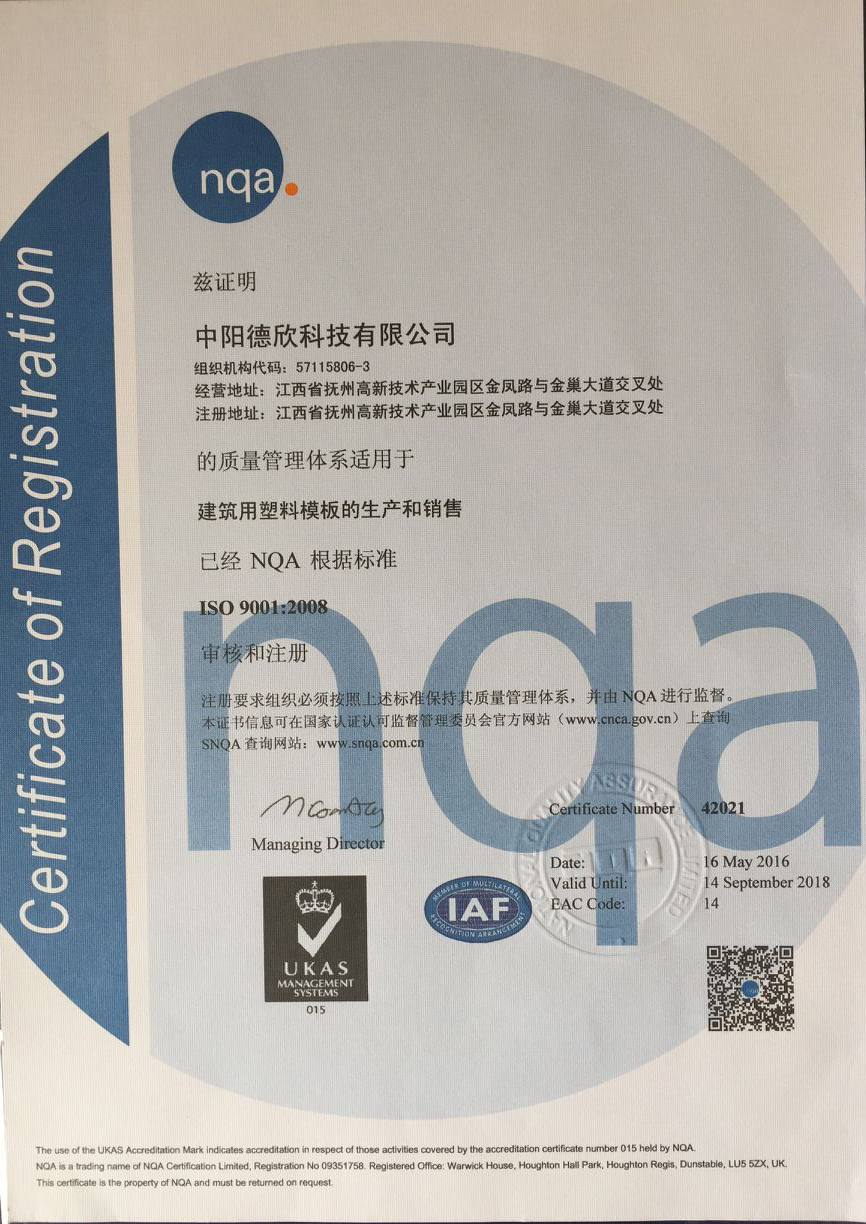 Certificate of Registration
nqa.
兹证明
中阳德欣科技有限公司
组织机构代码：57115806-3
经营地址：江西省抚州高新技术产业园区金凤路与金巢大道交叉处
注册地址：江西省抚州高新技术产业园区金凤路与金巢大道交叉处
的质量管理体系适用于
建筑用塑料模板的生产和销售
已经 NQA 根据标准
ISO 9001:2008
审核和注册
nqa
注册要求组织必须按照上述标准保持其质量管理体系，并由 NQA 进行监督。
本证书信息可在国家认证认可监督管理委员会官方网站（www.cnca.gov.cn）上查询
SNQA 查询网站：www.snqa.com.cn
Managing Director
Certificate Number 42021
Date: 16 May 2016
Valid Until: 14 September 2018
EAC Code: 14
NATIONAL QUALITY ASSURANCE LIMITED
UKAS
MANAGEMENT
SYSTEMS
015
MEMBER OF MULTILATERAL
IAF
RECOGNITION ARRANGEMENT
The use of the UKAS Accreditation Mark indicates accreditation in respect of those activities covered by the accreditation certificate number 015 held by NQA.
NQA is a trading name of NQA Certification Limited, Registration No 09351758. Registered Office: Warwick House, Houghton Hall Park, Houghton Regis, Dunstable, LU5 5ZX, UK.
This certificate is the property of NQA and must be returned on request.